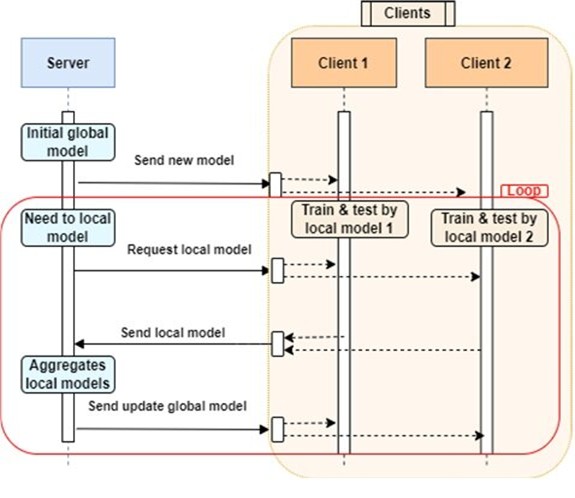 Clients
Server
Client 1
Client 2
Initial global
model
Send new model
Loop
Need to local
model
Train & test by
local model 1
Train & test by
local model 2
Request local model
Send local model
Aggregates
local models
Send update global model